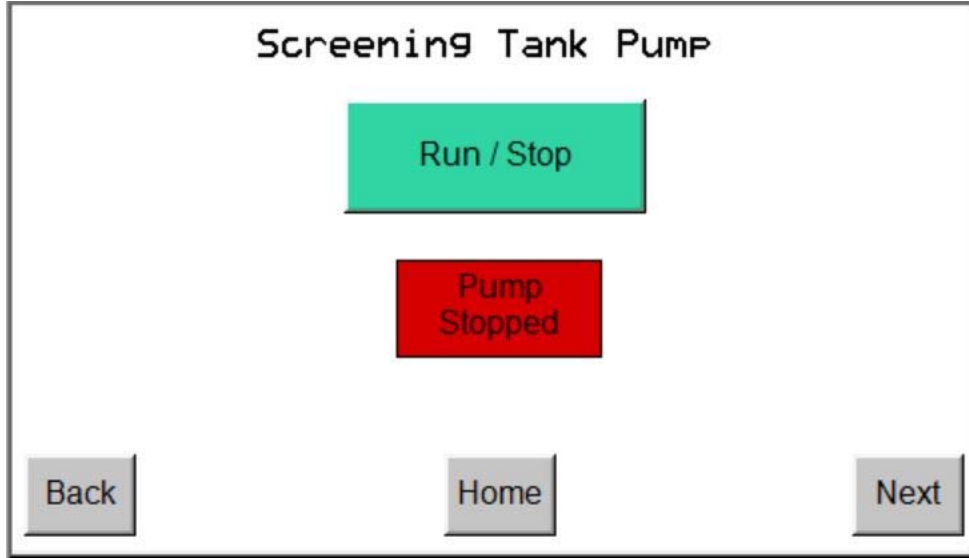 Screening Tank Pump
Run / Stop
Pump
Stopped
Back
Home
Next